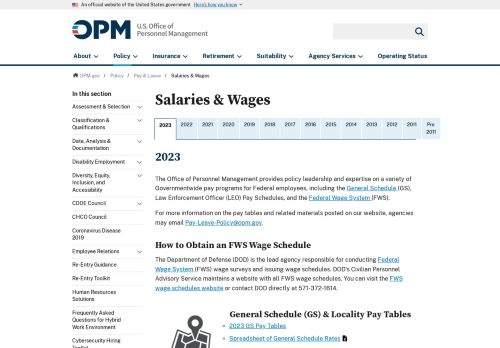 An official website of the United States government Here's how you know
OPM
U.S. Office of
Personnel Management
About Policy Insurance Retirement Suitability Agency Services Operating Status
OPM.gov / Policy / Pay & Leave / Salaries & Wages
In this section
Assessment & Selection
Classification &
Qualifications
Data, Analysis &
Documentation
Disability Employment
Diversity, Equity,
Inclusion, and
Accessibility
CDOE Council
CHCO Council
Coronavirus Disease
2019
Employee Relations
Re-Entry Guidance
Re-Entry Toolkit
Human Resources
Solutions
Frequently Asked
Questions for Hybrid
Work Environment
Cybersecurity Hiring
Toolkit
Salaries & Wages
2023 2022 2021 2020 2019 2018 2017 2016 2015 2014 2013 2012 2011 Pre 2011
2023
The Office of Personnel Management provides policy leadership and expertise on a variety of
Governmentwide pay programs for Federal employees, including the General Schedule (GS),
Law Enforcement Officer (LEO) Pay Schedules, and the Federal Wage System (FWS).
For more information on the pay tables and related materials posted on our website, agencies
may email Pay-Leave-Policy@opm.gov.
How to Obtain an FWS Wage Schedule
The Department of Defense (DOD) is the lead agency responsible for conducting Federal
Wage System (FWS) wage surveys and issuing wage schedules. DOD's Civilian Personnel
Advisory Service maintains a website with all FWS wage schedules. You can visit the FWS
wage schedules website or contact DOD directly at 571-372-1614.
General Schedule (GS) & Locality Pay Tables
2023 GS Pay Tables
Spreadsheet of General Schedule Rates